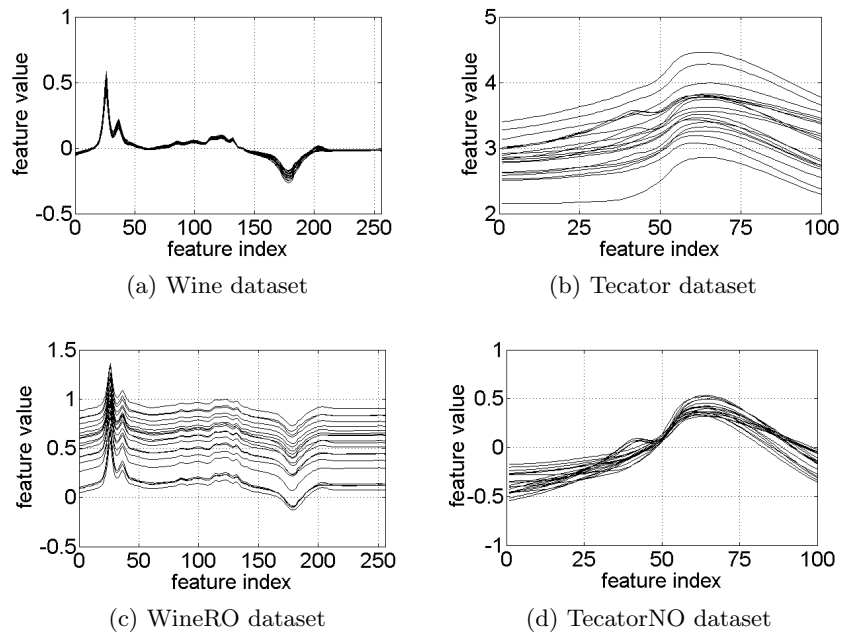 1
0.5
0
-0.5
0 50 100 150 200 250
feature value
feature index
(a) Wine dataset
5
4
3
2
0 25 50 75 100
feature value
feature index
(b) Tecator dataset
1.5
1
0.5
0
-0.5
0 50 100 150 200 250
feature value
feature index
(c) WineRO dataset
1
0.5
0
-0.5
-1
0 25 50 75 100
feature value
feature index
(d) TecatorNO dataset